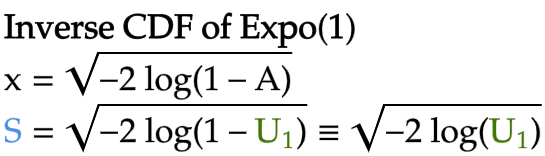 Inverse CDF of Expo(1)
x = √(–2 log(1 – A))
S = √(–2 log(1 – U₁)) ≡ √(–2 log(U₁))